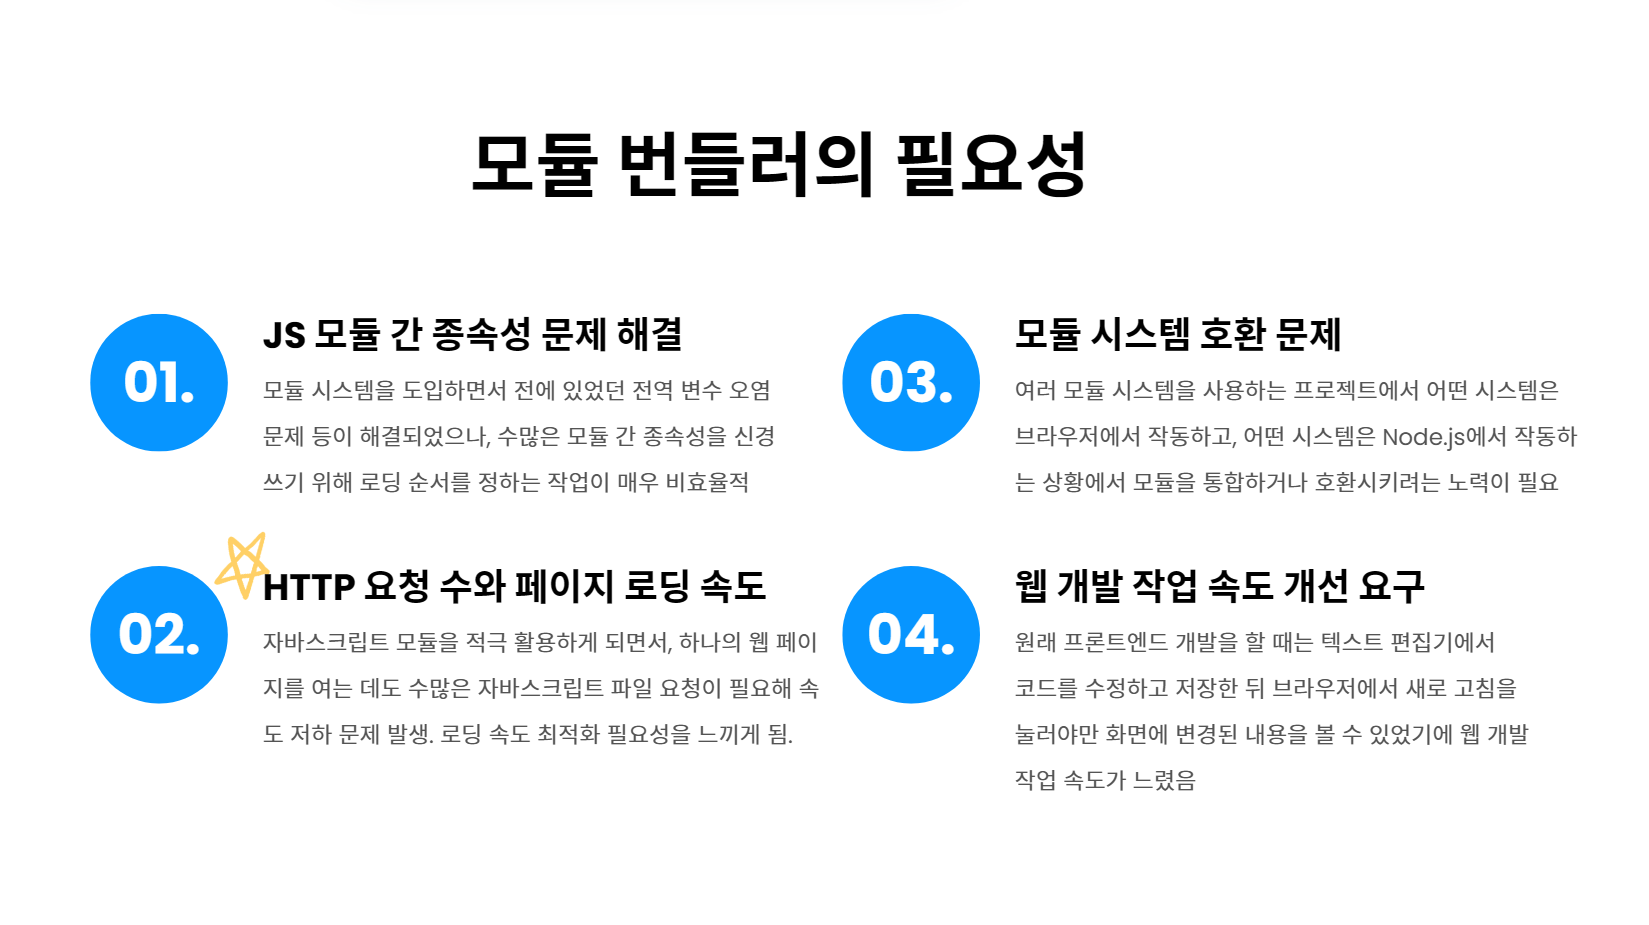 모듈 번들러의 필요성
01.
JS 모듈 간 종속성 문제 해결
모듈 시스템을 도입하면서 전에 있었던 전역 변수 오염
문제 등이 해결되었으나, 수많은 모듈 간 종속성을 신경
쓰기 위해 로딩 순서를 정하는 작업이 매우 비효율적
02.
HTTP 요청 수와 페이지 로딩 속도
자바스크립트 모듈을 적극 활용하게 되면서, 하나의 웹 페이
지를 여는 데도 수많은 자바스크립트 파일 요청이 필요해 속
도 저하 문제 발생. 로딩 속도 최적화 필요성을 느끼게 됨.
03.
모듈 시스템 호환 문제
여러 모듈 시스템을 사용하는 프로젝트에서 어떤 시스템은
브라우저에서 작동하고, 어떤 시스템은 Node.js에서 작동하
는 상황에서 모듈을 통합하거나 호환시키려는 노력이 필요
04.
웹 개발 작업 속도 개선 요구
원래 프론트엔드 개발을 할 때는 텍스트 편집기에서
코드를 수정하고 저장한 뒤 브라우저에서 새로 고침을
눌러야만 화면에 변경된 내용을 볼 수 있었기에 웹 개발
작업 속도가 느렸음